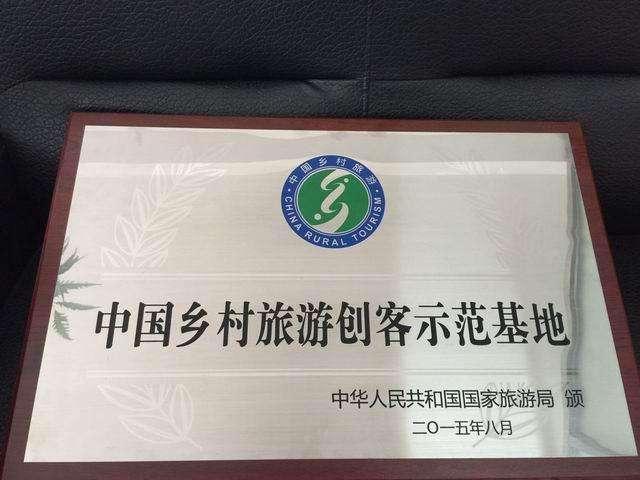 中国乡村旅游
CHINA RURAL TOURISM
中国乡村旅游创客示范基地
中华人民共和国国家旅游局 颁
二〇一五年八月